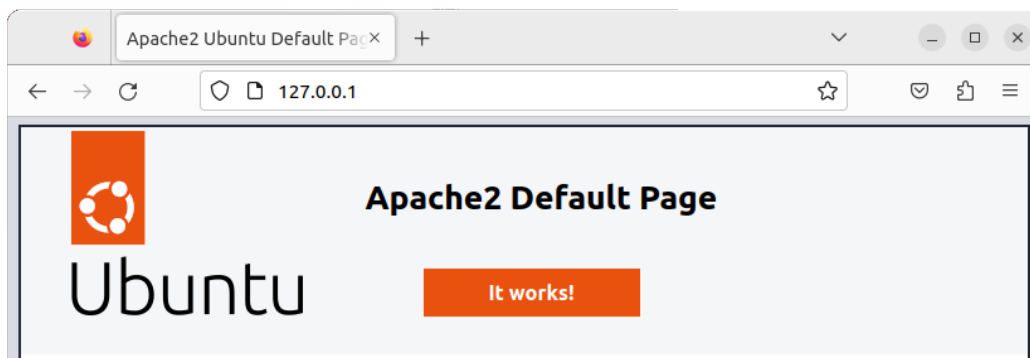 Apache2 Ubuntu Default Pag
127.0.0.1
Apache2 Default Page
Ubuntu
It works!